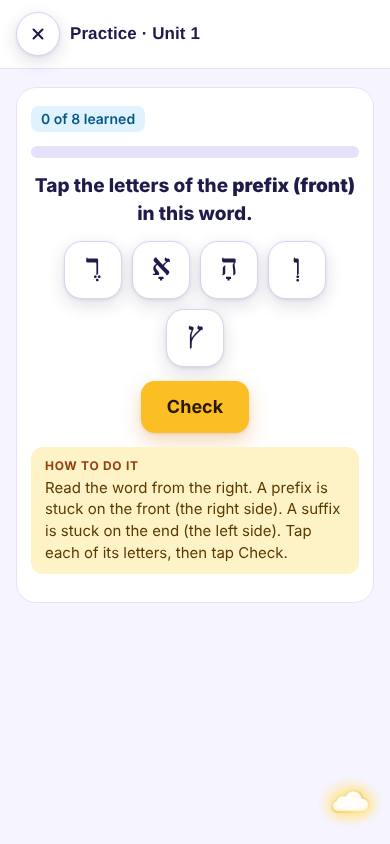 Practice · Unit 1
0 of 8 learned
Tap the letters of the prefix (front)
in this word.
וְ הָ אָ רֶ
ץ
Check
HOW TO DO IT
Read the word from the right. A prefix is
stuck on the front (the right side). A suffix
is stuck on the end (the left side). Tap
each of its letters, then tap Check.